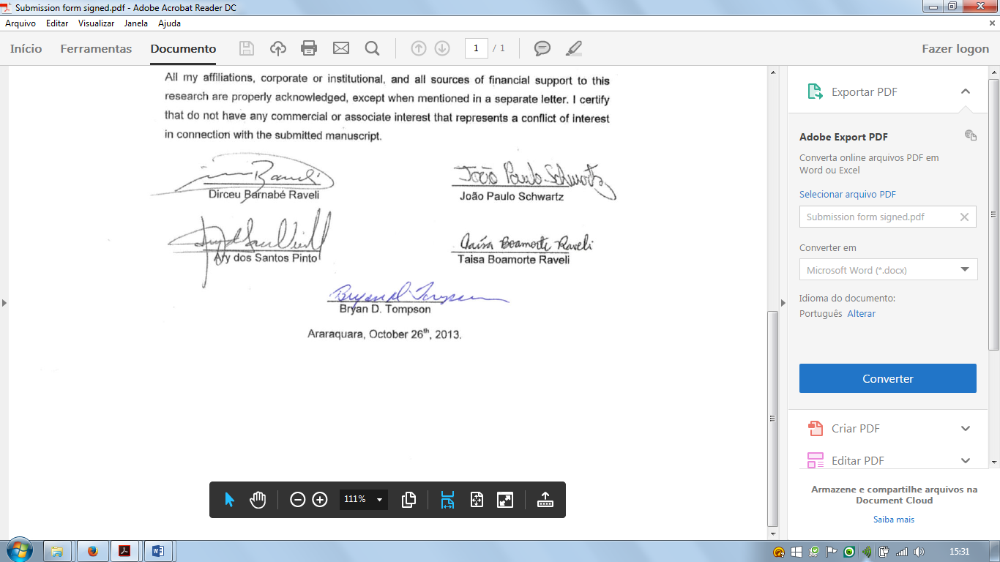 Submission form signed.pdf - Adobe Acrobat Reader DC
Arquivo Editar Visualizar Janela Ajuda
Início Ferramentas Documento 1 / 1 Fazer logon
All my affiliations, corporate or institutional, and all sources of financial support to this
research are properly acknowledged, except when mentioned in a separate letter. I certify
that do not have any commercial or associate interest that represents a conflict of interest
in connection with the submitted manuscript.
Raveli
Dirceu Barnabé Raveli
João Paulo Schwartz
João Paulo Schwartz
Ary dos Santos Pinto
Taísa Boamorte Raveli
Taisa Boamorte Raveli
Bryan D. Tompson
Araraquara, October 26th, 2013.
111%
Exportar PDF
Adobe Export PDF
Converta online arquivos PDF em
Word ou Excel
Selecionar arquivo PDF
Submission form signed.pdf
Converter em
Microsoft Word (*.docx)
Idioma do documento:
Português Alterar
Converter
Criar PDF
Editar PDF
Armazene e compartilhe arquivos na
Document Cloud
Saiba mais
15:31